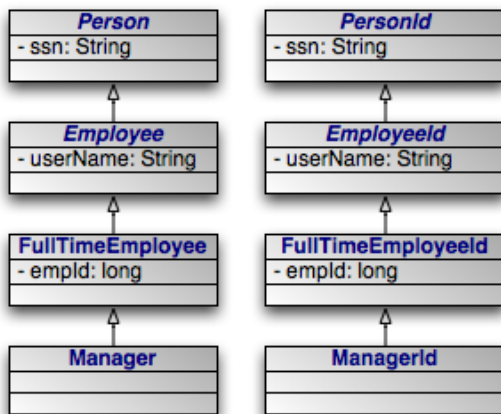 Person
- ssn: String
Employee
- userName: String
FullTimeEmployee
- empId: long
Manager
PersonId
- ssn: String
EmployeeId
- userName: String
FullTimeEmployeeId
- empId: long
ManagerId